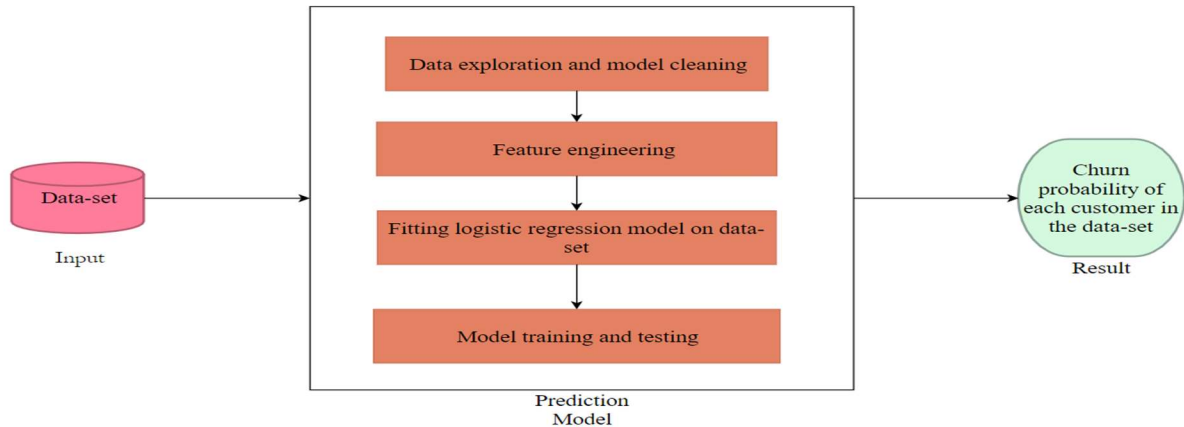 Data-set
Input
Data exploration and model cleaning
Feature engineering
Fitting logistic regression model on data-
set
Model training and testing
Prediction
Model
Churn
probability of
each customer in
the data-set
Result